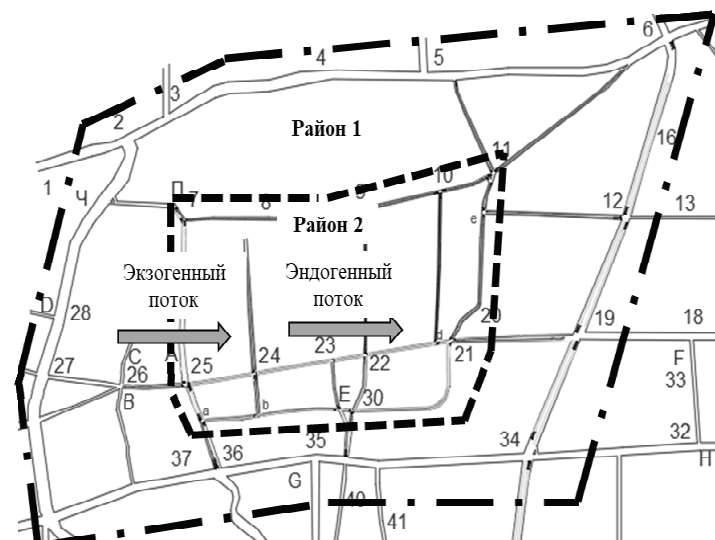 6
4
5
3
2
Район 1
16
11
1
Ч
П
7
8
9
10
12
13
e
Район 2
Экзогенный
поток
Эндогенный
поток
D
28
20
19
18
C
A
d
21
23
22
24
25
F
33
27
26
B
a
b
E
30
35
34
32
36
37
G
H
40
41